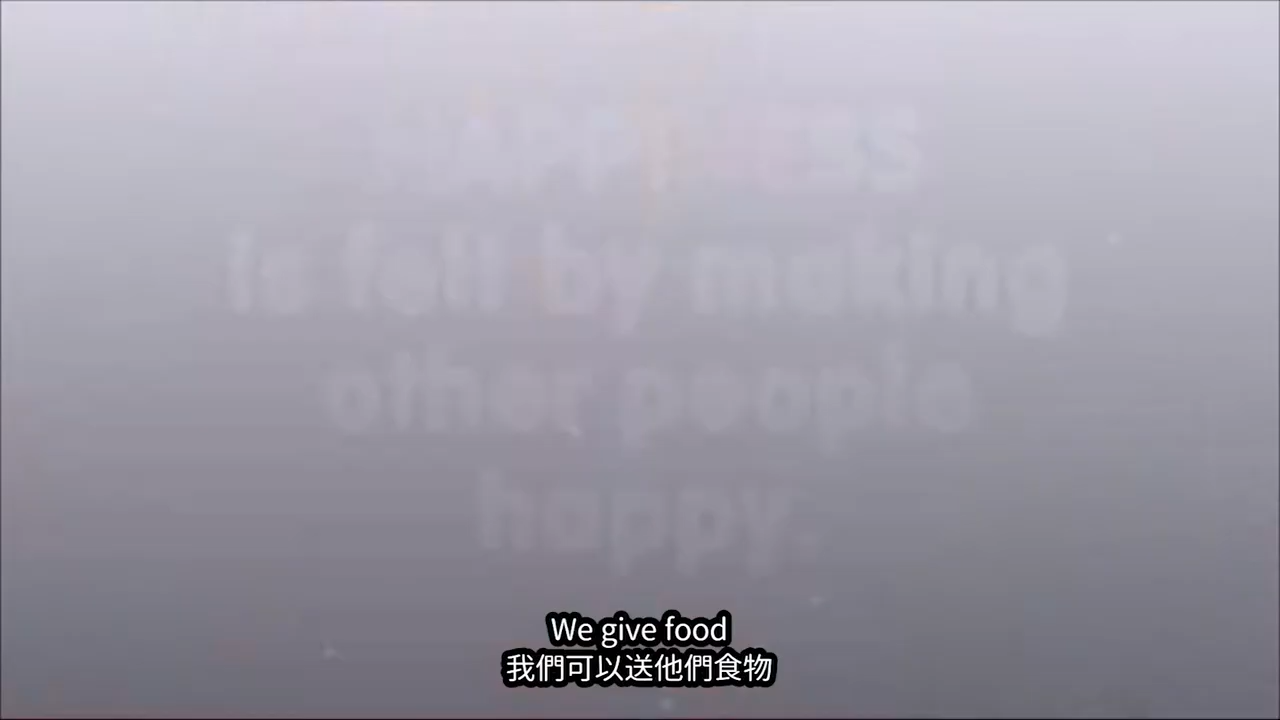 HAPPINESS
is felt by making
other people
happy.
We give food
我們可以送他們食物